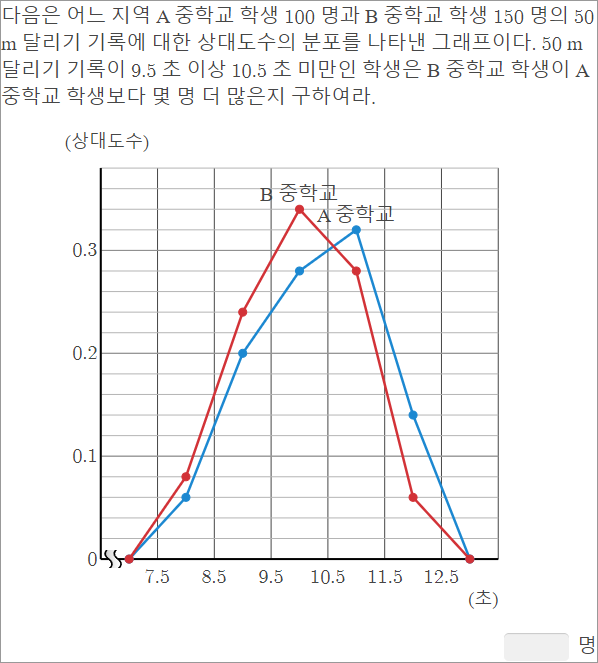 다음은 어느 지역 A 중학교 학생 100 명과 B 중학교 학생 150 명의 50
m 달리기 기록에 대한 상대도수의 분포를 나타낸 그래프이다. 50 m
달리기 기록이 9.5 초 이상 10.5 초 미만인 학생은 B 중학교 학생이 A
중학교 학생보다 몇 명 더 많은지 구하여라.
(상대도수)
B 중학교
A 중학교
0.3
0.2
0.1
0
7.5 8.5 9.5 10.5 11.5 12.5
(초)
명